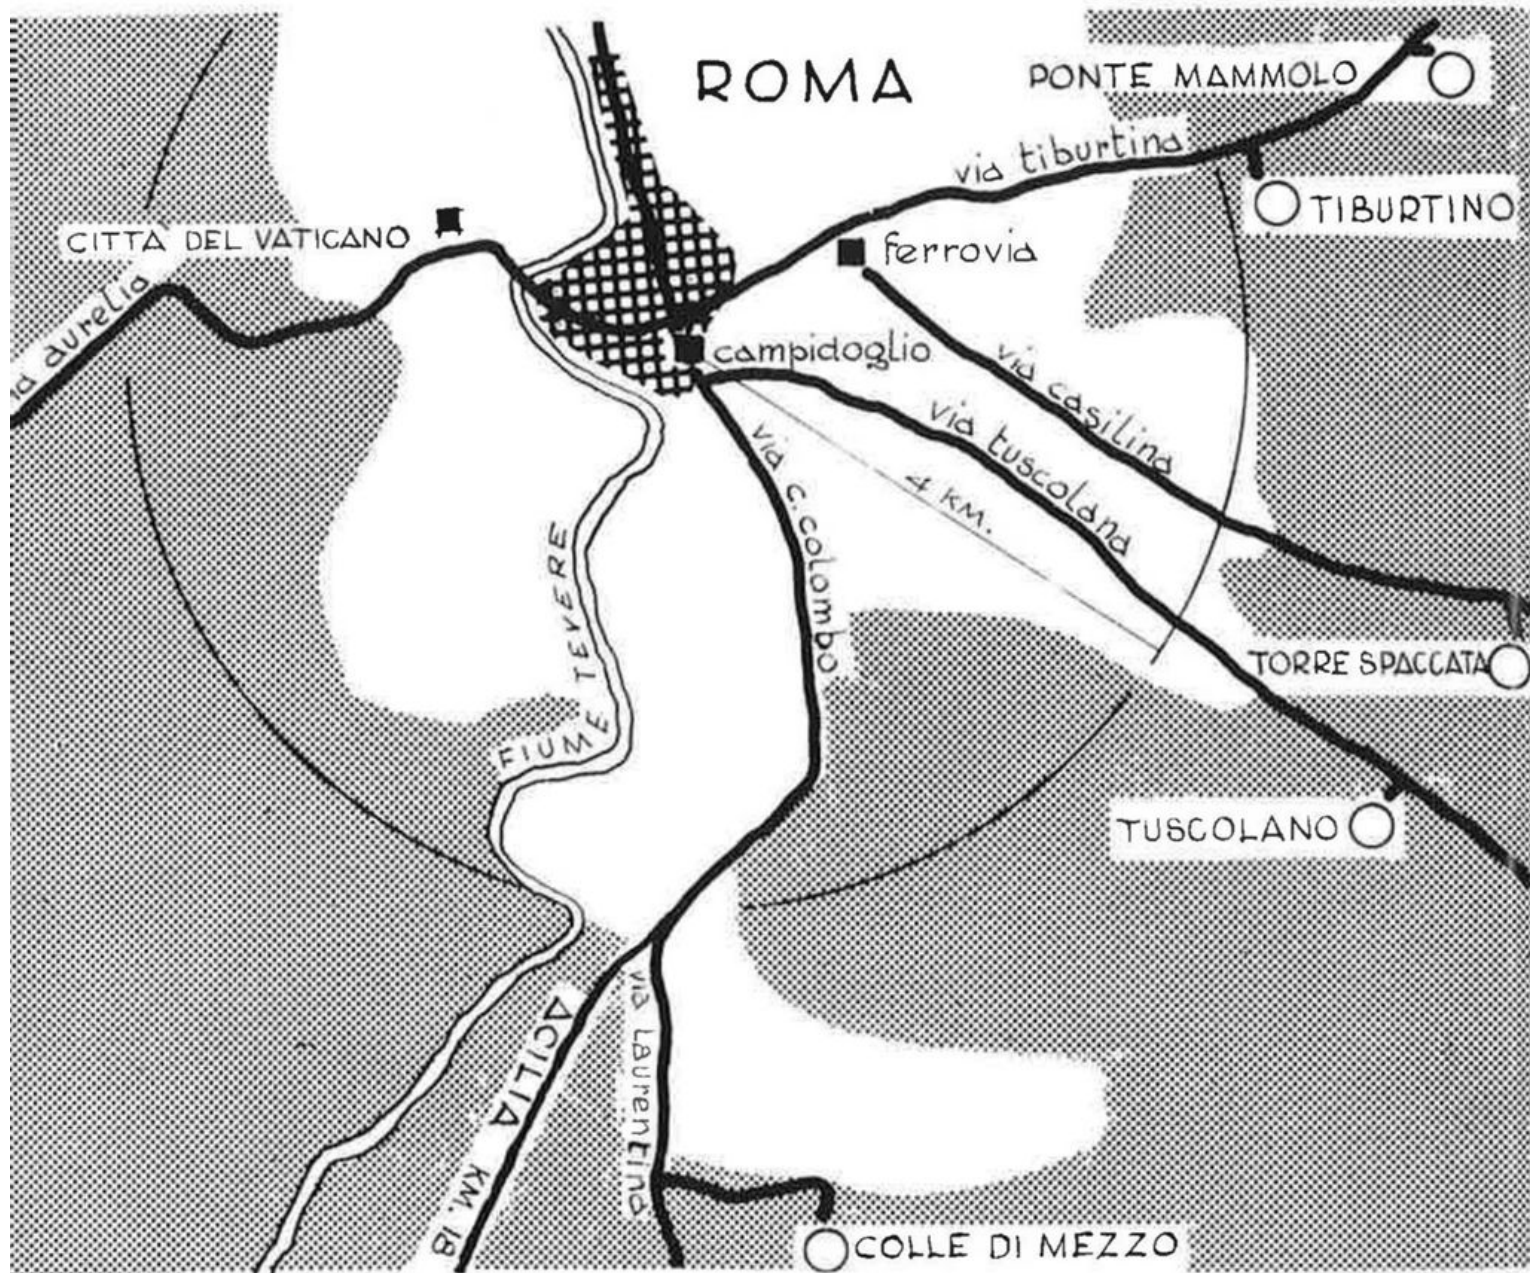 ROMA
PONTE MAMMOLO
via tiburtina
TIBURTINO
CITTÀ DEL VATICANO
ferrovia
via aurelia
campidoglio
via casilina
via tuscolana
via c. colombo
4 KM.
FIUME TEVERE
TORRE SPACCATA
TUSCOLANO
ACILIA KM. 18
via Laurentina
COLLE DI MEZZO